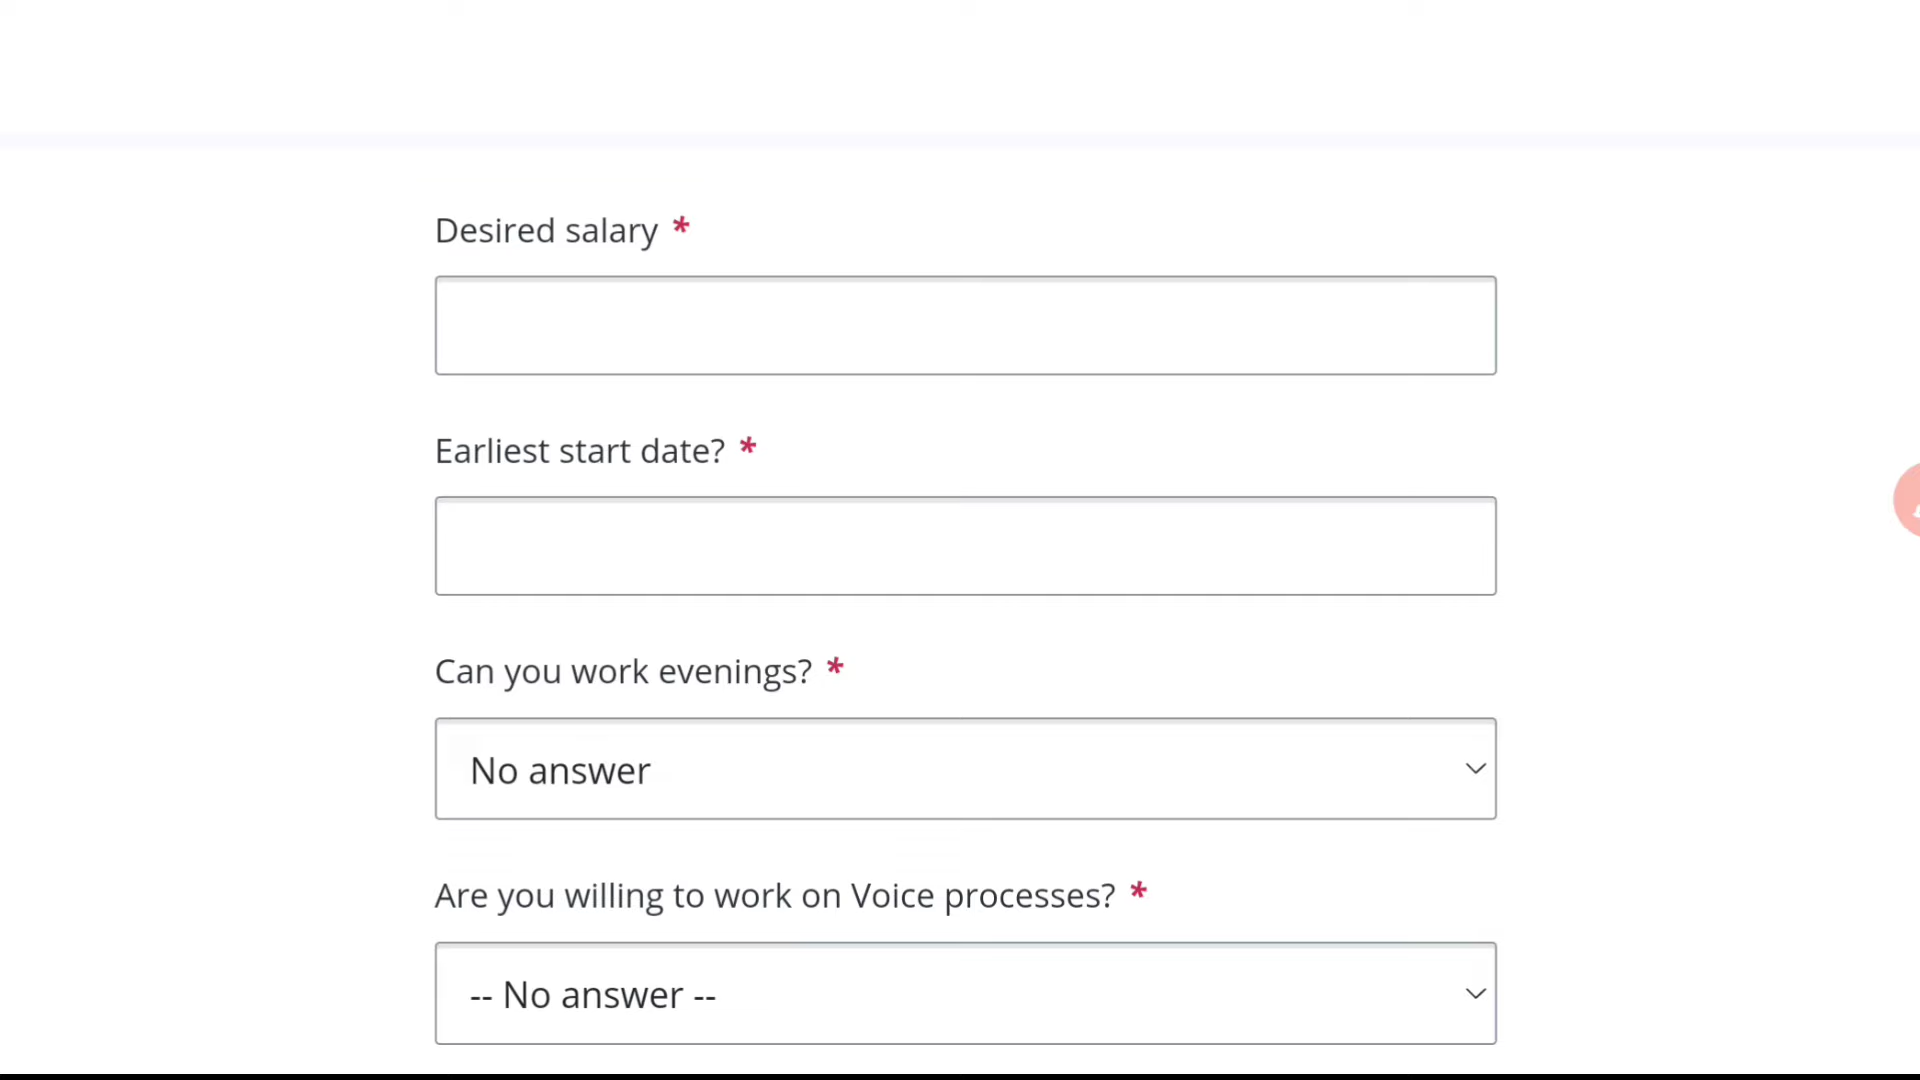 Desired salary *
Earliest start date? *
Can you work evenings? *
No answer
Are you willing to work on Voice processes? *
-- No answer --